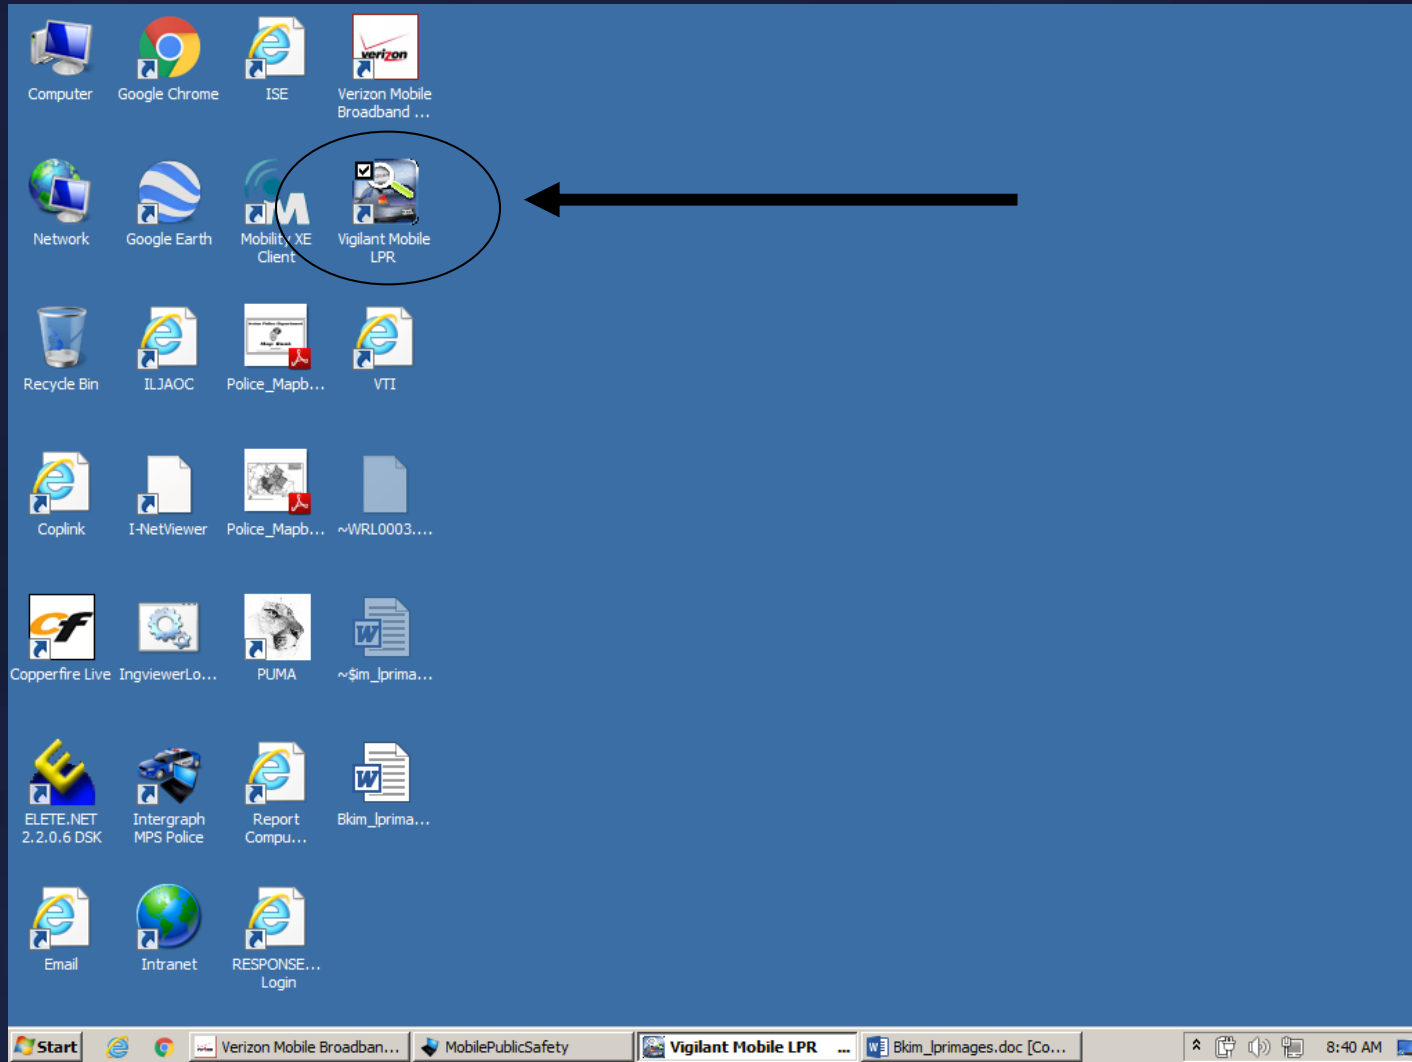 verizon
Computer
Google Chrome
ISE
Verizon Mobile
Broadband ...
Network
Google Earth
Mobility XE
Client
Vigilant Mobile
LPR
Recycle Bin
ILJAOC
Police_Mapb...
VTI
Coplink
I-NetViewer
Police_Mapb...
~WRL0003....
cf
Copperfire Live
IngviewerLo...
PUMA
~$im_lprima...
ELETE.NET
2.2.0.6 DSK
Intergraph
MPS Police
Report
Compu...
Bkim_lprima...
Email
Intranet
RESPONSE...
Login
Start
Verizon Mobile Broadban...
MobilePublicSafety
Vigilant Mobile LPR ...
Bkim_lprimages.doc [Co...
8:40 AM